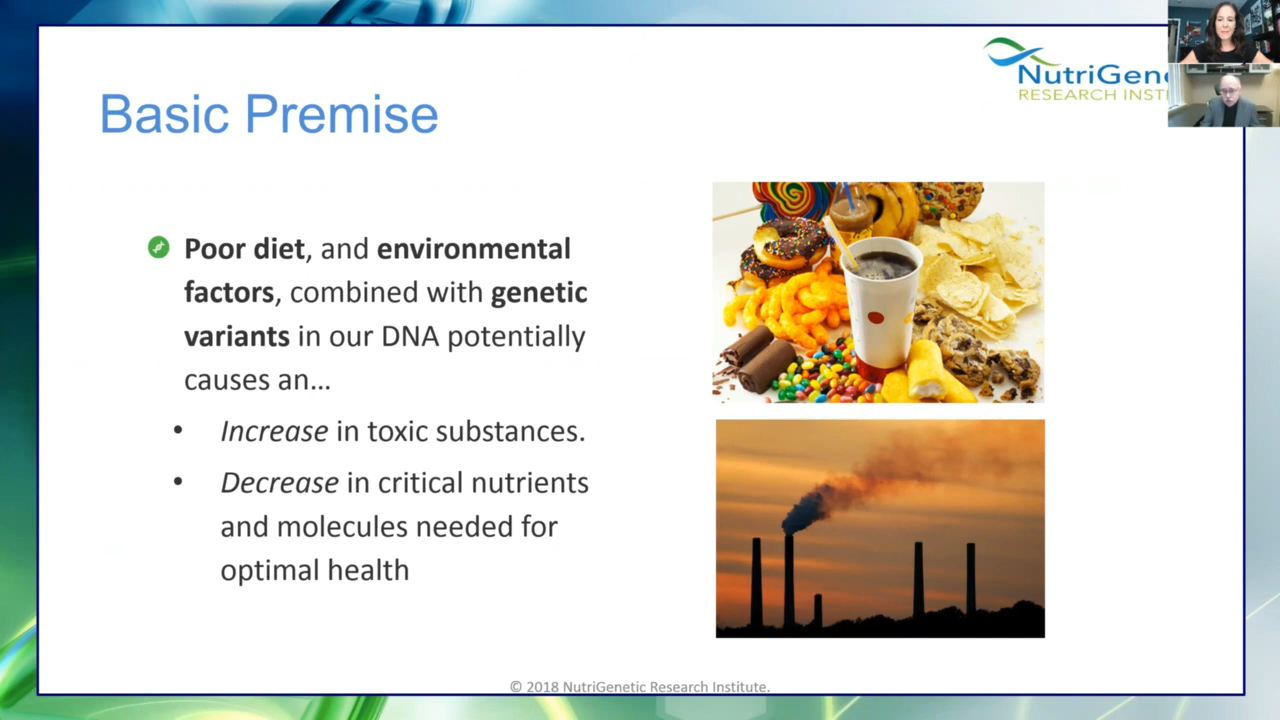 Basic Premise
NutriGene
RESEARCH INST
Poor diet, and environmental
factors, combined with genetic
variants in our DNA potentially
causes an...
• Increase in toxic substances.
• Decrease in critical nutrients
and molecules needed for
optimal health
© 2018 NutriGenetic Research Institute.